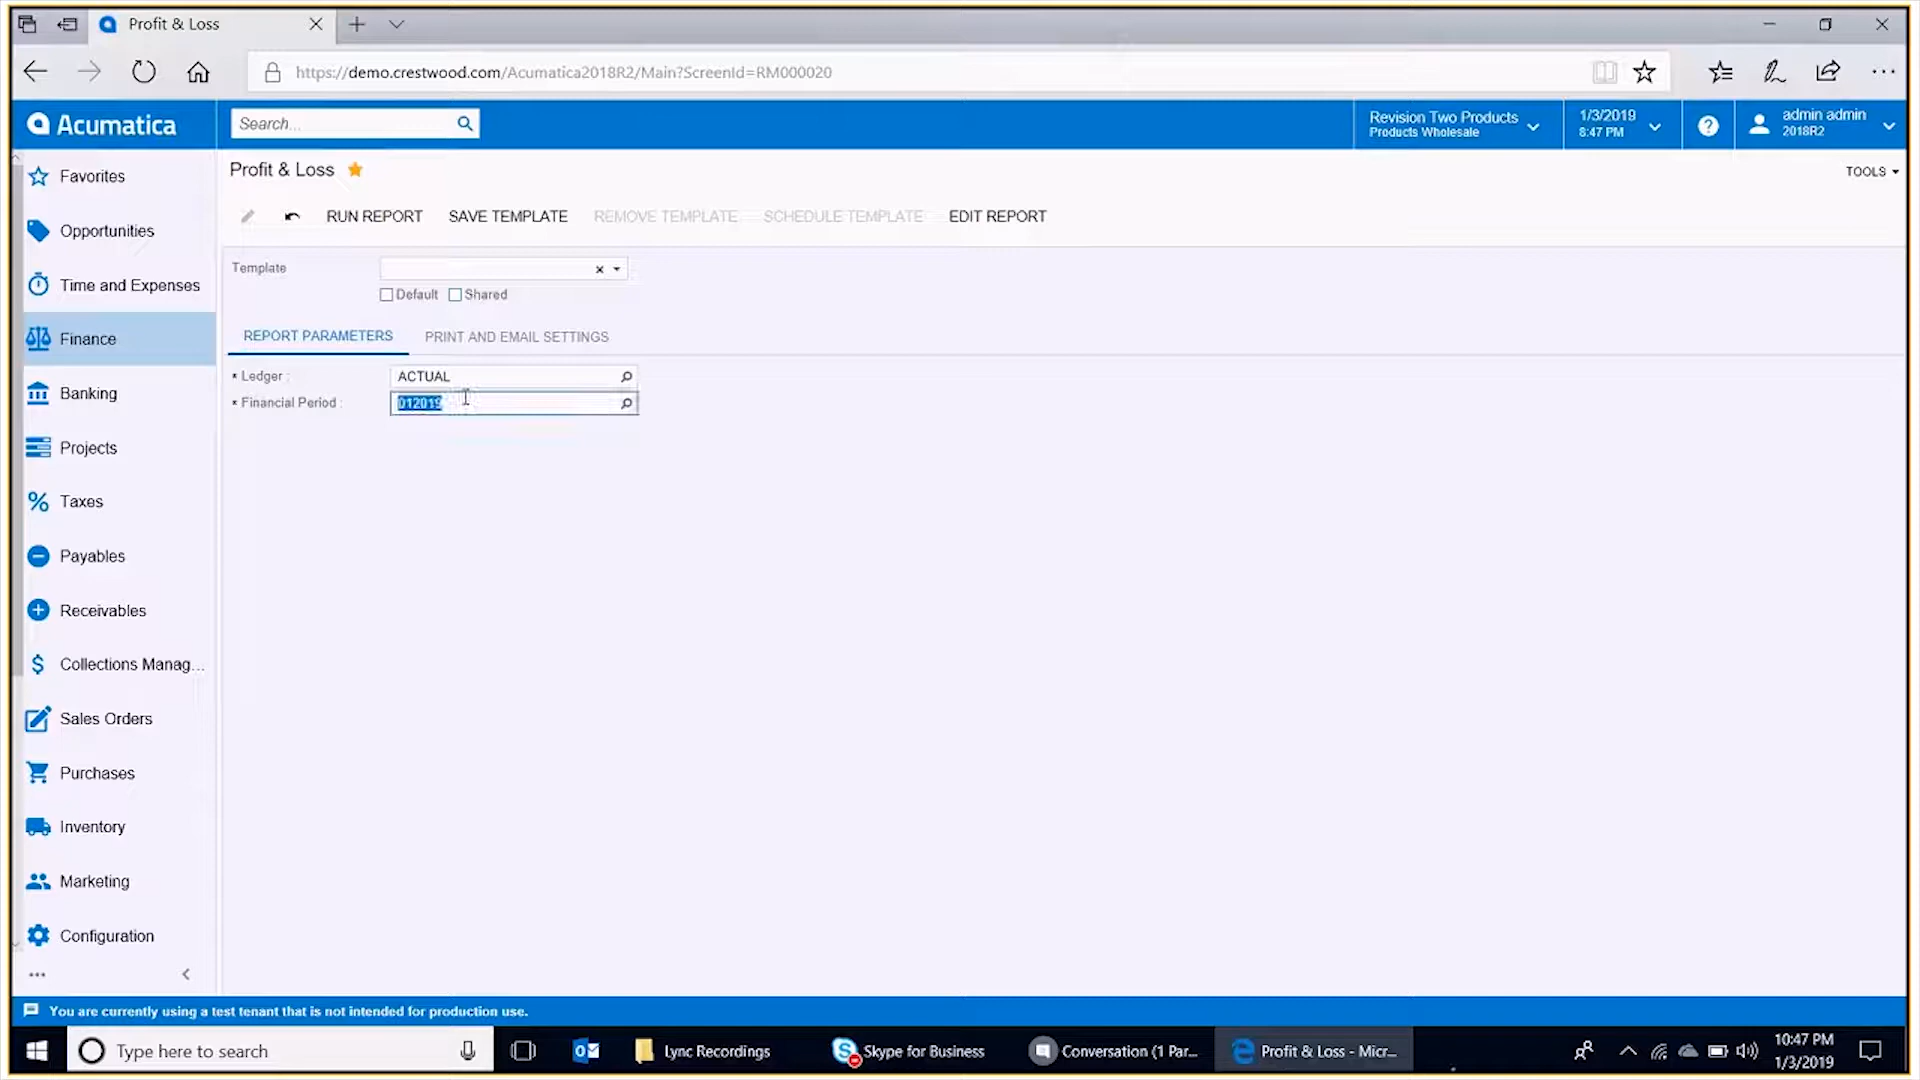 Profit & Loss
https://demo.crestwood.com/Acumatica2018R2/Main?ScreenId=RM000020
Acumatica
Search...
Revision Two Products
Products Wholesale
1/3/2019
8:47 PM
?
admin admin
2018R2
Favorites
Opportunities
Time and Expenses
Finance
Banking
Projects
Taxes
Payables
Receivables
Collections Manag...
Sales Orders
Purchases
Inventory
Marketing
Configuration
Profit & Loss
TOOLS
RUN REPORT
SAVE TEMPLATE
REMOVE TEMPLATE
SCHEDULE TEMPLATE
EDIT REPORT
Template
Default
Shared
REPORT PARAMETERS
PRINT AND EMAIL SETTINGS
* Ledger :
ACTUAL
* Financial Period :
012019
You are currently using a test tenant that is not intended for production use.
Type here to search
Lync Recordings
Skype for Business
Conversation (1 Par...
Profit & Loss - Micr...
10:47 PM
1/3/2019